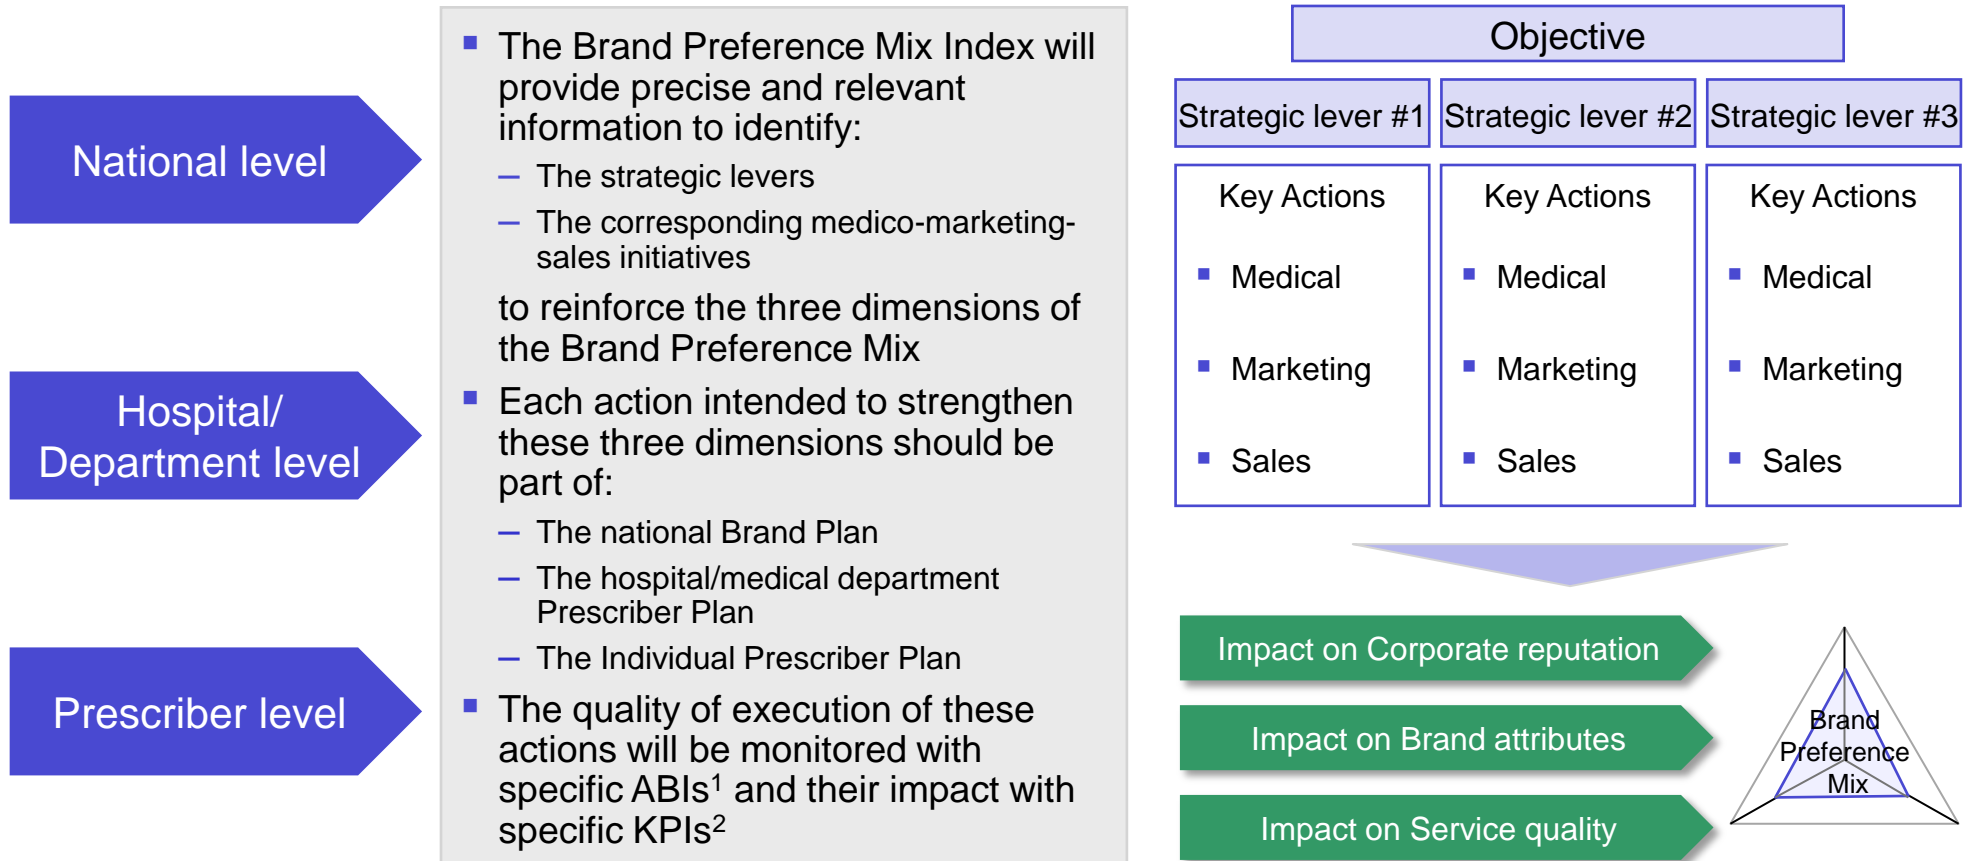 National level
Hospital/
Department level
Prescriber level
The Brand Preference Mix Index will
provide precise and relevant
information to identify:
– The strategic levers
– The corresponding medico-marketing-
sales initiatives
to reinforce the three dimensions of
the Brand Preference Mix
Each action intended to strengthen
these three dimensions should be
part of:
– The national Brand Plan
– The hospital/medical department
Prescriber Plan
– The Individual Prescriber Plan
The quality of execution of these
actions will be monitored with
specific ABIs¹ and their impact with
specific KPIs²
Objective
Strategic lever #1
Strategic lever #2
Strategic lever #3
Key Actions
Medical
Marketing
Sales
Key Actions
Medical
Marketing
Sales
Key Actions
Medical
Marketing
Sales
Impact on Corporate reputation
Impact on Brand attributes
Impact on Service quality
Brand
Preference
Mix